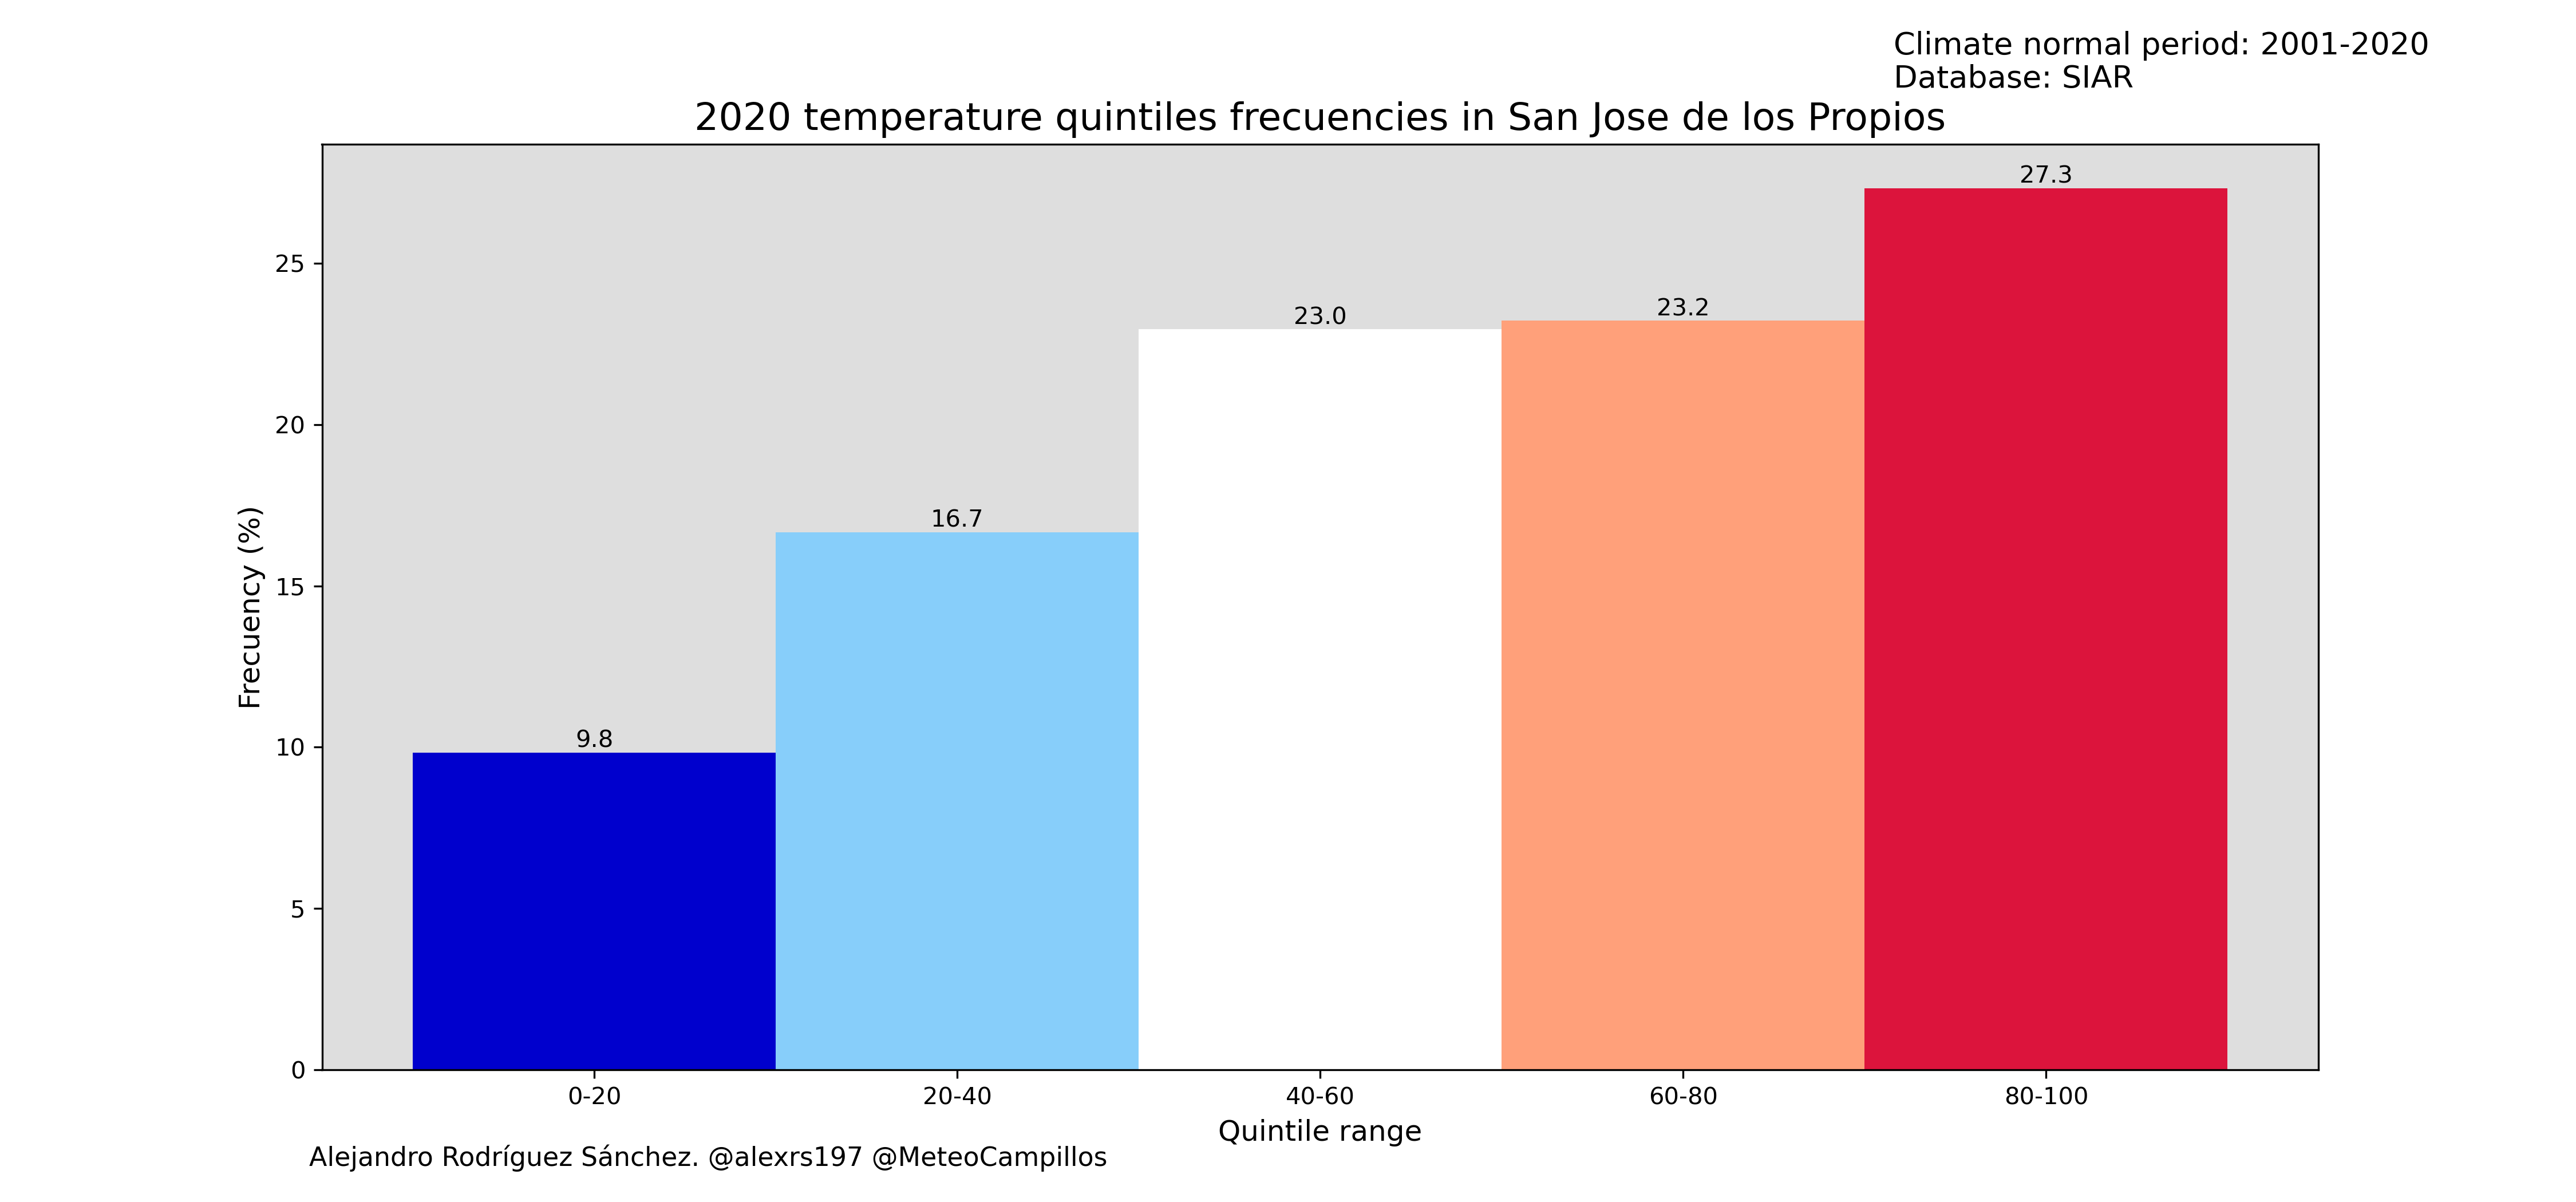 Climate normal period: 2001-2020
Database: SIAR
2020 temperature quintiles frecuencies in San Jose de los Propios
27.3
25
23.2
23.0
20
16.7
15
Frecuency (%)
10
9.8
5
0
0-20 20-40 40-60 60-80 80-100
Quintile range
Alejandro Rodríguez Sánchez. @alexrs197 @MeteoCampillos